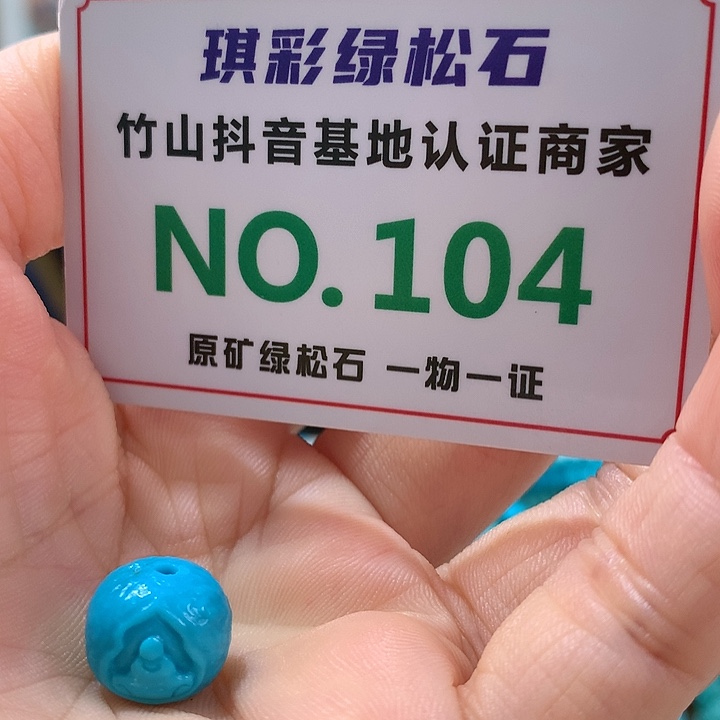 琪彩绿松石
竹山抖音基地认证商家
NO.104
原矿绿松石 一物一证